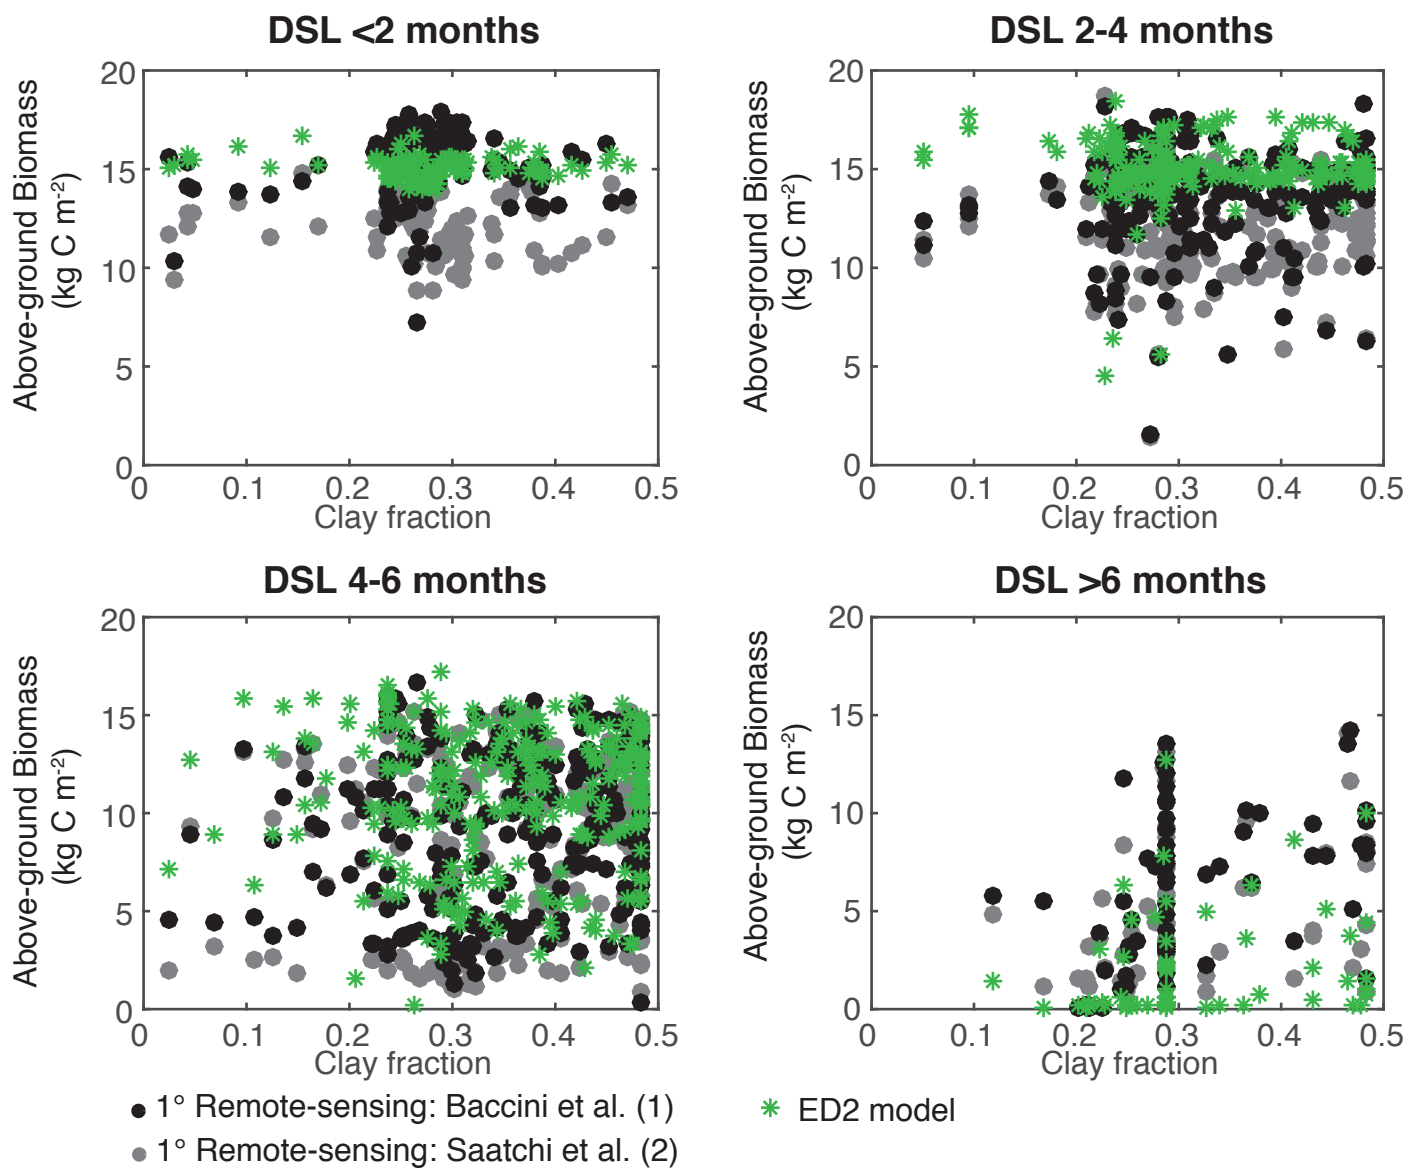 DSL <2 months
Above-ground Biomass
(kg C m-2)
20
15
10
5
0
0 0.1 0.2 0.3 0.4 0.5
Clay fraction
DSL 2-4 months
Above-ground Biomass
(kg C m-2)
20
15
10
5
0
0 0.1 0.2 0.3 0.4 0.5
Clay fraction
DSL 4-6 months
Above-ground Biomass
(kg C m-2)
20
15
10
5
0
0 0.1 0.2 0.3 0.4 0.5
Clay fraction
DSL >6 months
Above-ground Biomass
(kg C m-2)
20
15
10
5
0
0 0.1 0.2 0.3 0.4 0.5
Clay fraction
1° Remote-sensing: Baccini et al. (1)
1° Remote-sensing: Saatchi et al. (2)
ED2 model